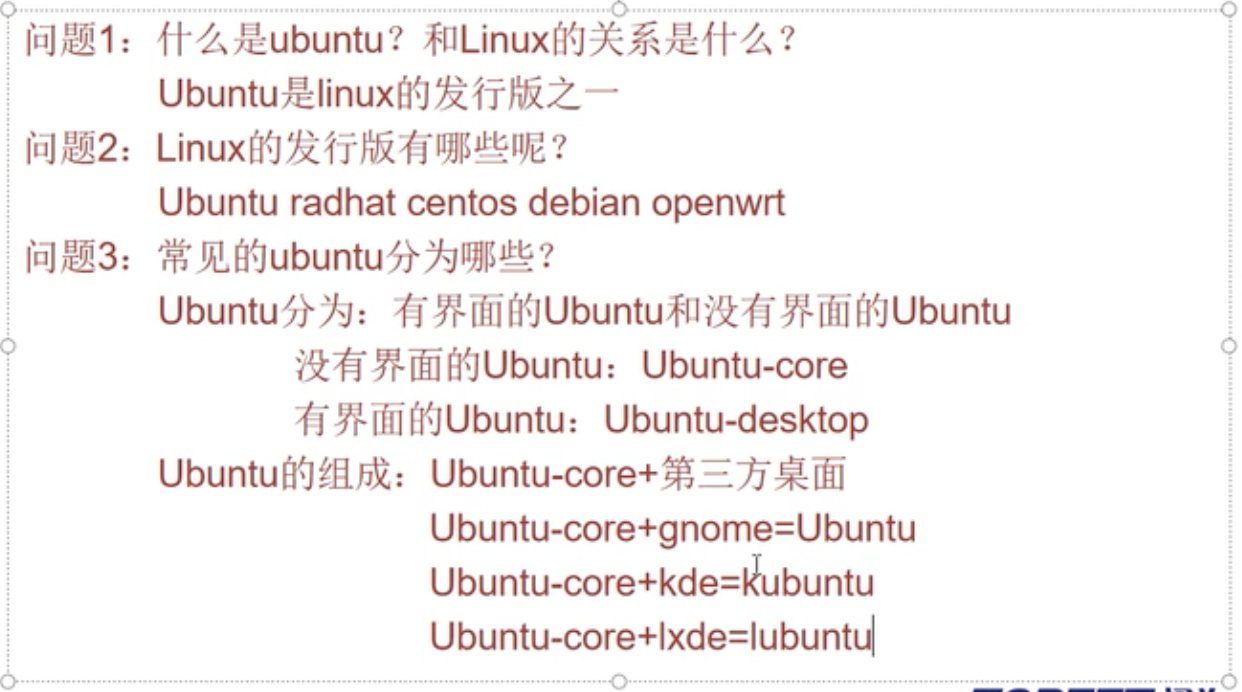 问题1：什么是ubuntu？和Linux的关系是什么？
Ubuntu是linux的发行版之一
问题2：Linux的发行版有哪些呢？
Ubuntu radhat centos debian openwrt
问题3：常见的ubuntu分为哪些？
Ubuntu分为：有界面的Ubuntu和没有界面的Ubuntu
没有界面的Ubuntu：Ubuntu-core
有界面的Ubuntu：Ubuntu-desktop
Ubuntu的组成：Ubuntu-core+第三方桌面
Ubuntu-core+gnome=Ubuntu
Ubuntu-core+kde=kubuntu
Ubuntu-core+lxde=lubuntu